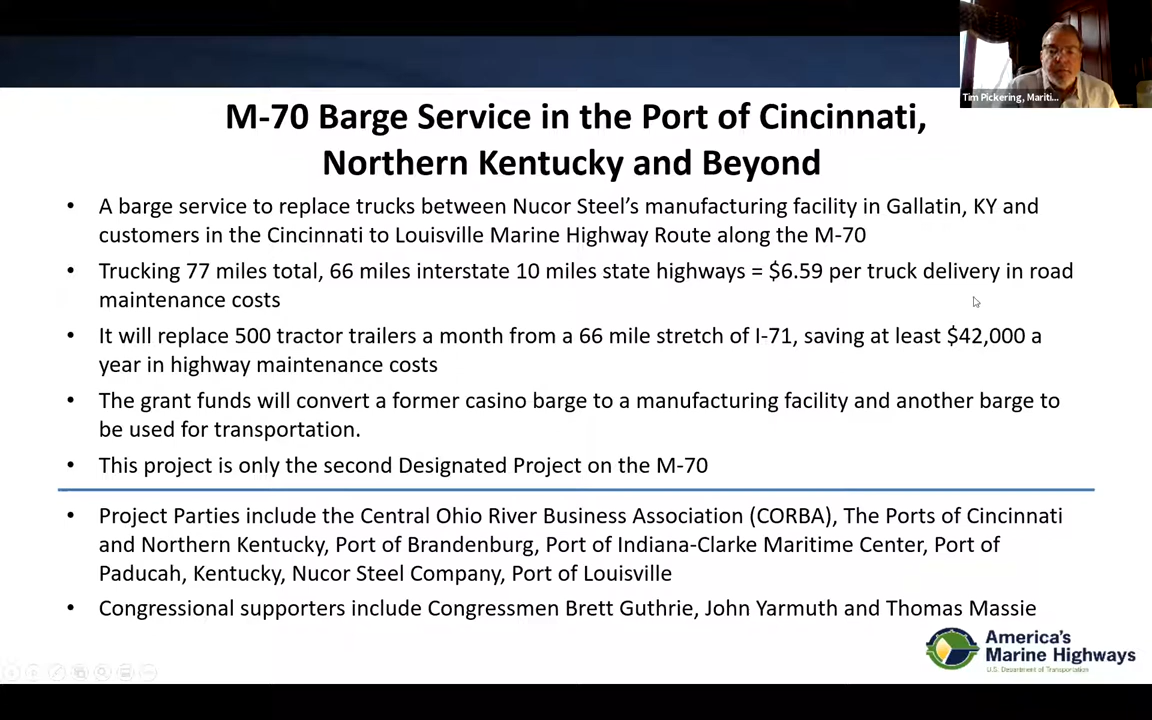 Tim Pickering, Mariti...
M-70 Barge Service in the Port of Cincinnati,
Northern Kentucky and Beyond
• A barge service to replace trucks between Nucor Steel’s manufacturing facility in Gallatin, KY and
customers in the Cincinnati to Louisville Marine Highway Route along the M-70
• Trucking 77 miles total, 66 miles interstate 10 miles state highways = $6.59 per truck delivery in road
maintenance costs
• It will replace 500 tractor trailers a month from a 66 mile stretch of I-71, saving at least $42,000 a
year in highway maintenance costs
• The grant funds will convert a former casino barge to a manufacturing facility and another barge to
be used for transportation.
• This project is only the second Designated Project on the M-70
• Project Parties include the Central Ohio River Business Association (CORBA), The Ports of Cincinnati
and Northern Kentucky, Port of Brandenburg, Port of Indiana-Clarke Maritime Center, Port of
Paducah, Kentucky, Nucor Steel Company, Port of Louisville
• Congressional supporters include Congressmen Brett Guthrie, John Yarmuth and Thomas Massie
America’s
Marine Highways
U.S. Department of Transportation